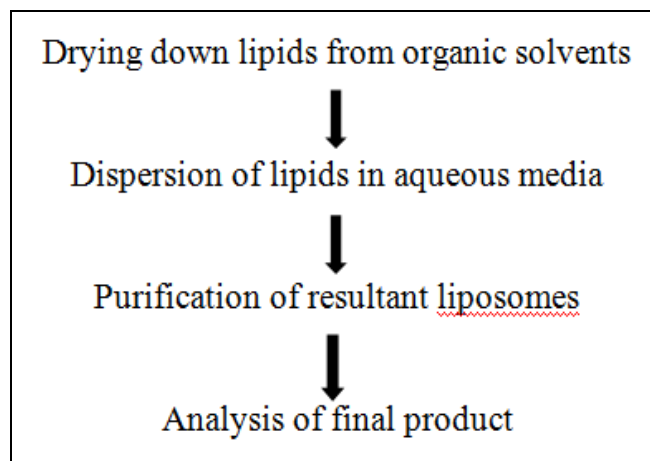 Drying down lipids from organic solvents
Dispersion of lipids in aqueous media
Purification of resultant liposomes
Analysis of final product